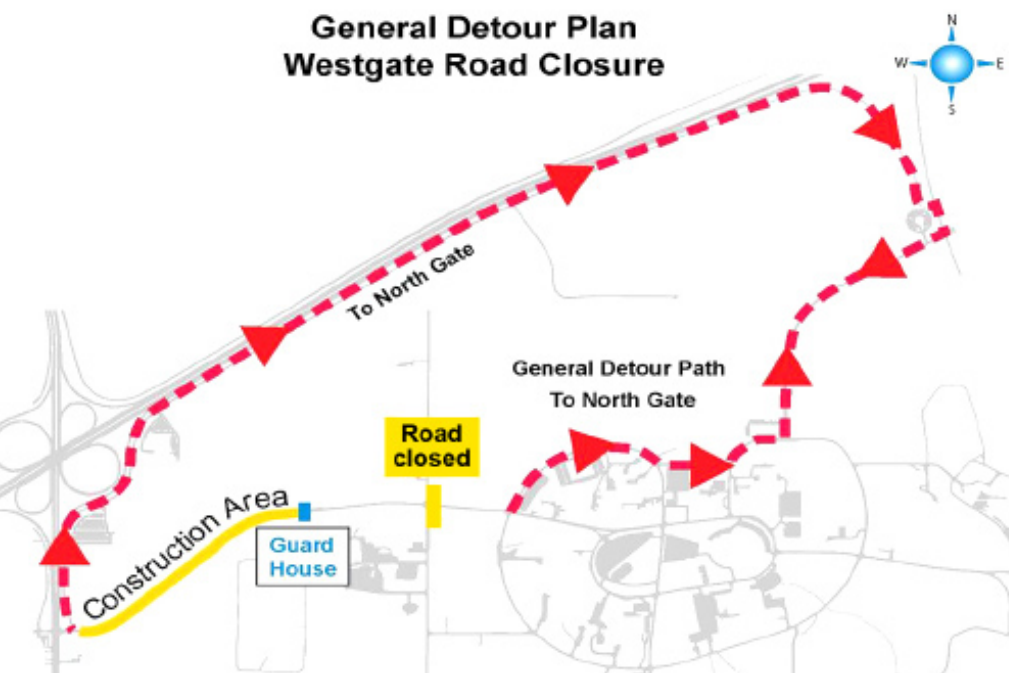 General Detour Plan
Westgate Road Closure
N
W
E
S
To North Gate
General Detour Path
To North Gate
Road
closed
Construction Area
Guard
House